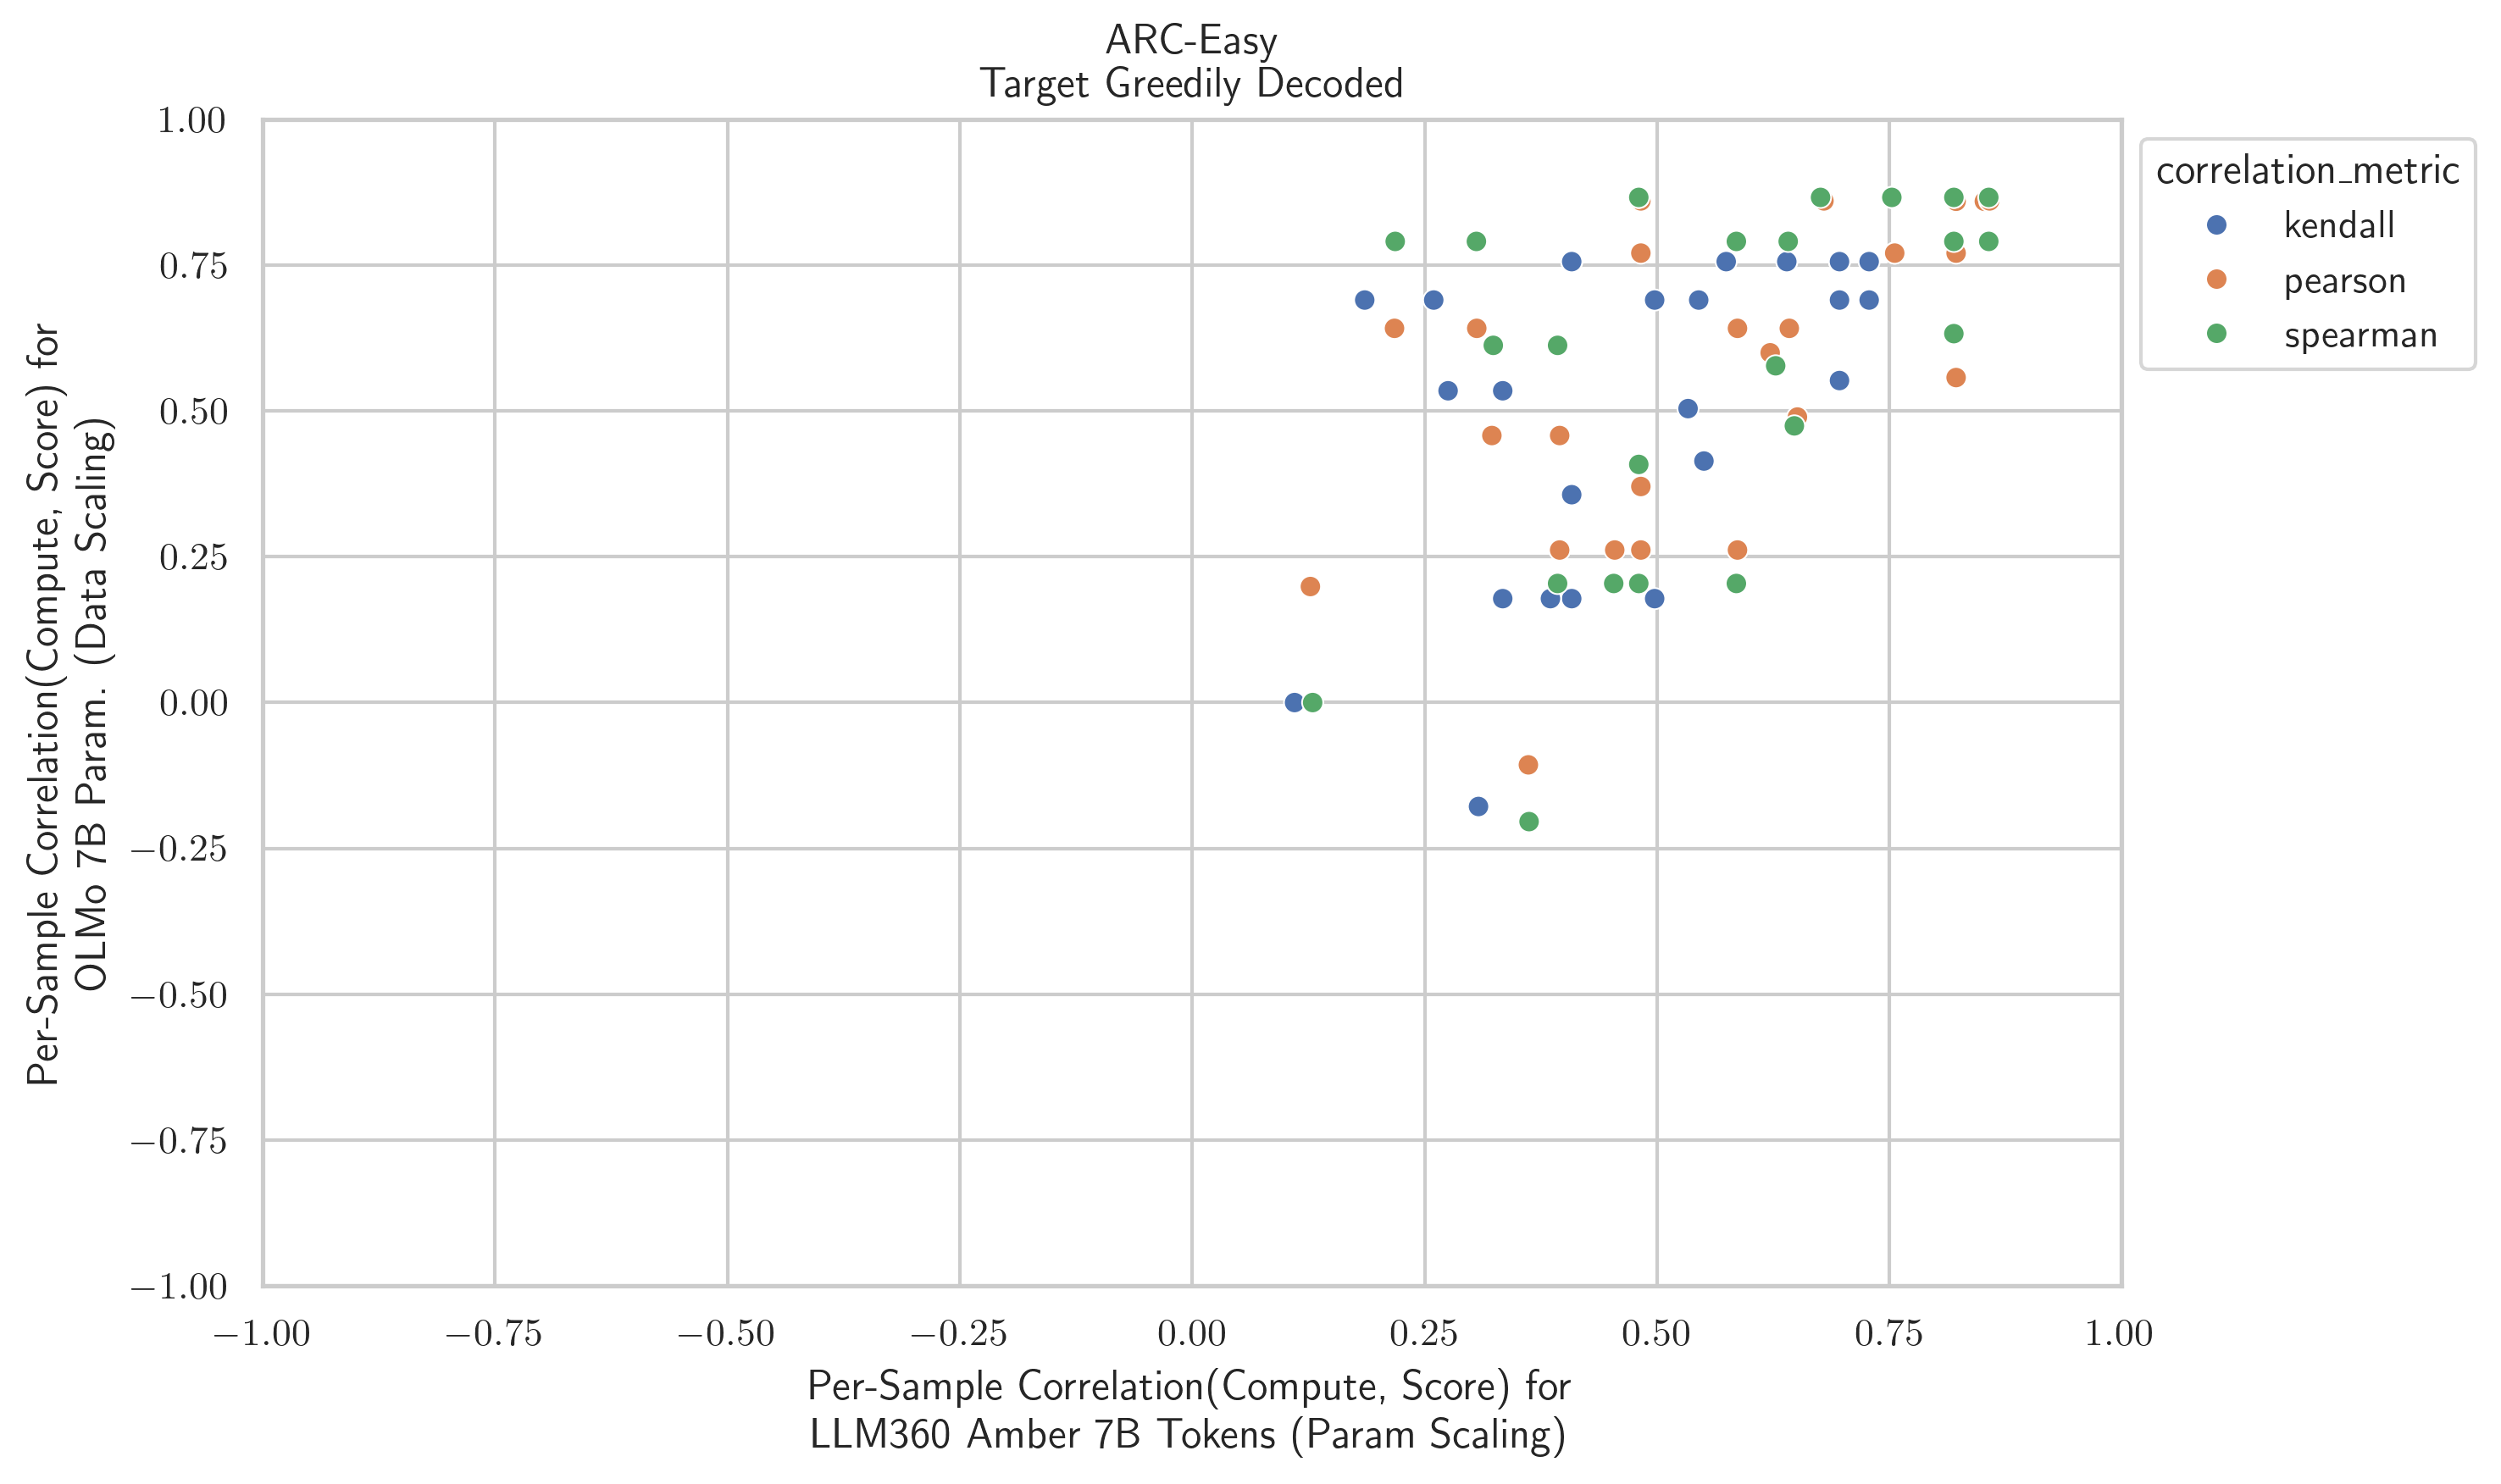 ARC-Easy
Target Greedily Decoded
Per-Sample Correlation(Compute, Score) for
OLMo 7B Param. (Data Scaling)
1.00
0.75
0.50
0.25
0.00
−0.25
−0.50
−0.75
−1.00
−1.00 −0.75 −0.50 −0.25 0.00 0.25 0.50 0.75 1.00
Per-Sample Correlation(Compute, Score) for
LLM360 Amber 7B Tokens (Param Scaling)
correlation_metric
kendall
pearson
spearman